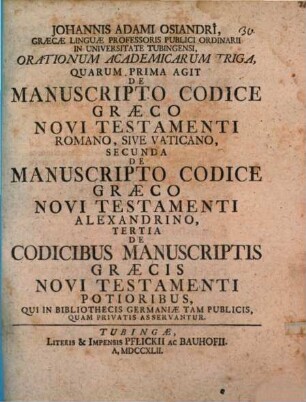 JOHANNIS ADAMI OSIANDRI,
GRÆCÆ LINGUÆ PROFESSORIS PUBLICI ORDINARII
IN UNIVERSITATE TUBINGENSI,
ORATIONUM ACADEMICARUM TRIGA,
QUARUM PRIMA AGIT
DE
MANUSCRIPTO CODICE
GRÆCO
NOVI TESTAMENTI
ROMANO, SIVE VATICANO,
SECUNDA
DE
MANUSCRIPTO CODICE
GRÆCO
NOVI TESTAMENTI
ALEXANDRINO,
TERTIA
DE
CODICIBUS MANUSCRIPTIS
GRÆCIS
NOVI TESTAMENTI
POTIORIBUS,
QUI IN BIBLIOTHECIS GERMANIÆ TAM PUBLICIS,
QUAM PRIVATIS ASSERVANTUR.
TUBINGÆ,
LITERIS & IMPENSIS PFLICKII AC BAUHOFII.
A, MDCCXLII.